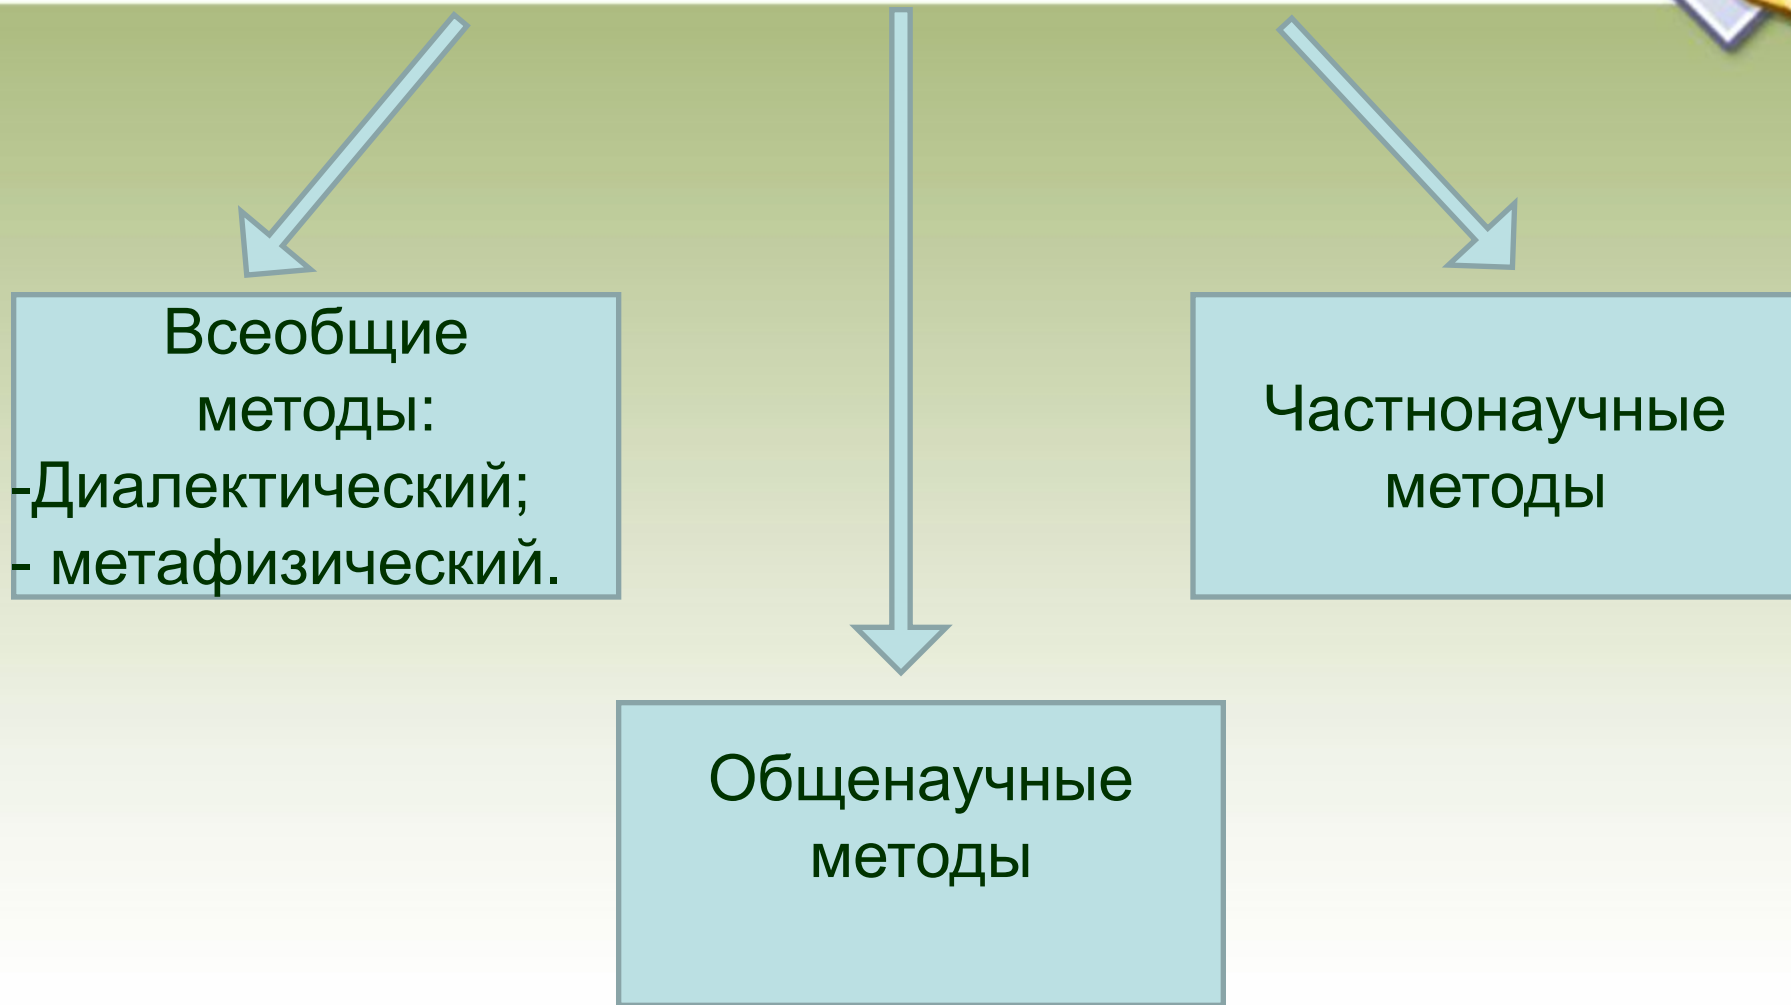 Всеобщие
методы:
-Диалектический;
- метафизический.
Частнонаучные
методы
Общенаучные
методы